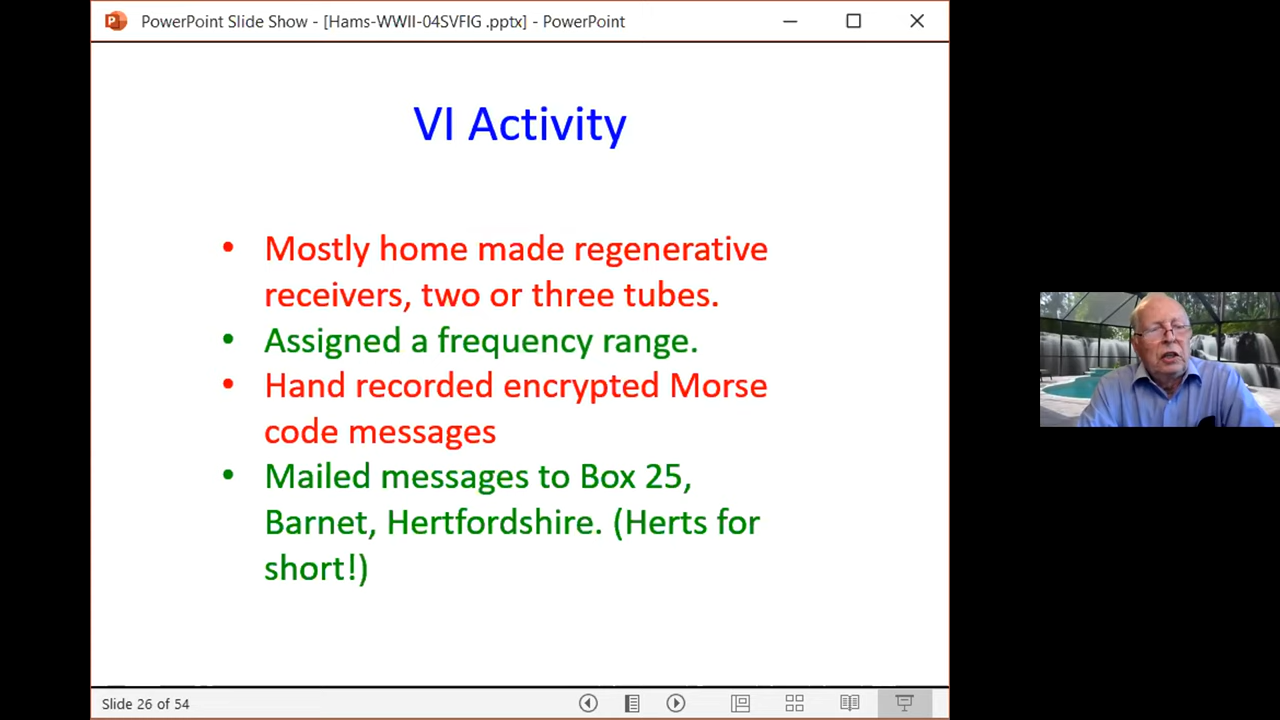 PowerPoint Slide Show - [Hams-WWII-04SVFIG .pptx] - PowerPoint
VI Activity
• Mostly home made regenerative
receivers, two or three tubes.
• Assigned a frequency range.
• Hand recorded encrypted Morse
code messages
• Mailed messages to Box 25,
Barnet, Hertfordshire. (Herts for
short!)
Slide 26 of 54